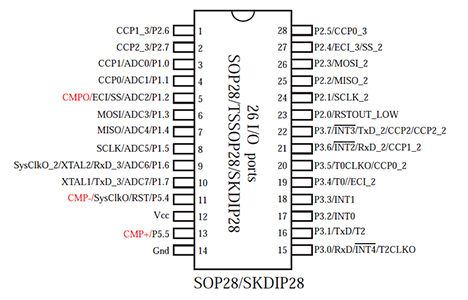 CCP1_3/P2.6 1
CCP2_3/P2.7 2
CCP1/ADC0/P1.0 3
CCP0/ADC1/P1.1 4
CMPO/ECI/SS/ADC2/P1.2 5
MOSI/ADC3/P1.3 6
MISO/ADC4/P1.4 7
SCLK/ADC5/P1.5 8
SysClkO_2/XTAL2/RxD_3/ADC6/P1.6 9
XTAL1/TxD_3/ADC7/P1.7 10
CMP-/SysClkO/RST/P5.4 11
Vcc 12
CMP+/P5.5 13
Gnd 14
26 I/O ports
SOP28/TSSOP28/SKDIP28
28 P2.5/CCP0_3
27 P2.4/ECI_3/SS_2
26 P2.3/MOSI_2
25 P2.2/MISO_2
24 P2.1/SCLK_2
23 P2.0/RSTOUT_LOW
22 P3.7/INT3/TxD_2/CCP2/CCP2_2
21 P3.6/INT2/RxD_2/CCP1_2
20 P3.5/T0CLKO/CCP0_2
19 P3.4/T0//ECI_2
18 P3.3/INT1
17 P3.2/INT0
16 P3.1/TxD/T2
15 P3.0/RxD/INT4/T2CLKO
SOP28/SKDIP28